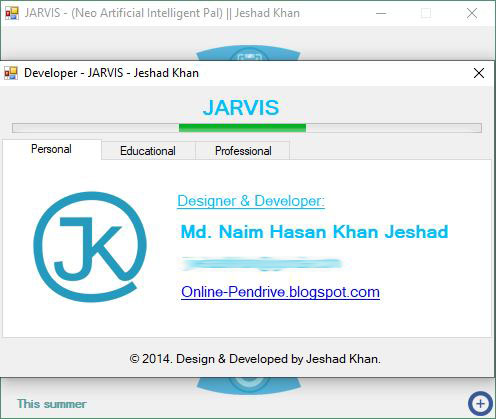 JARVIS - (Neo Artificial Intelligent Pal) || Jeshad Khan
Developer - JARVIS - Jeshad Khan
JARVIS
Personal Educational Professional
JK
Designer & Developer:
Md. Naim Hasan Khan Jeshad
Online-Pendrive.blogspot.com
© 2014. Design & Developed by Jeshad Khan.
This summer